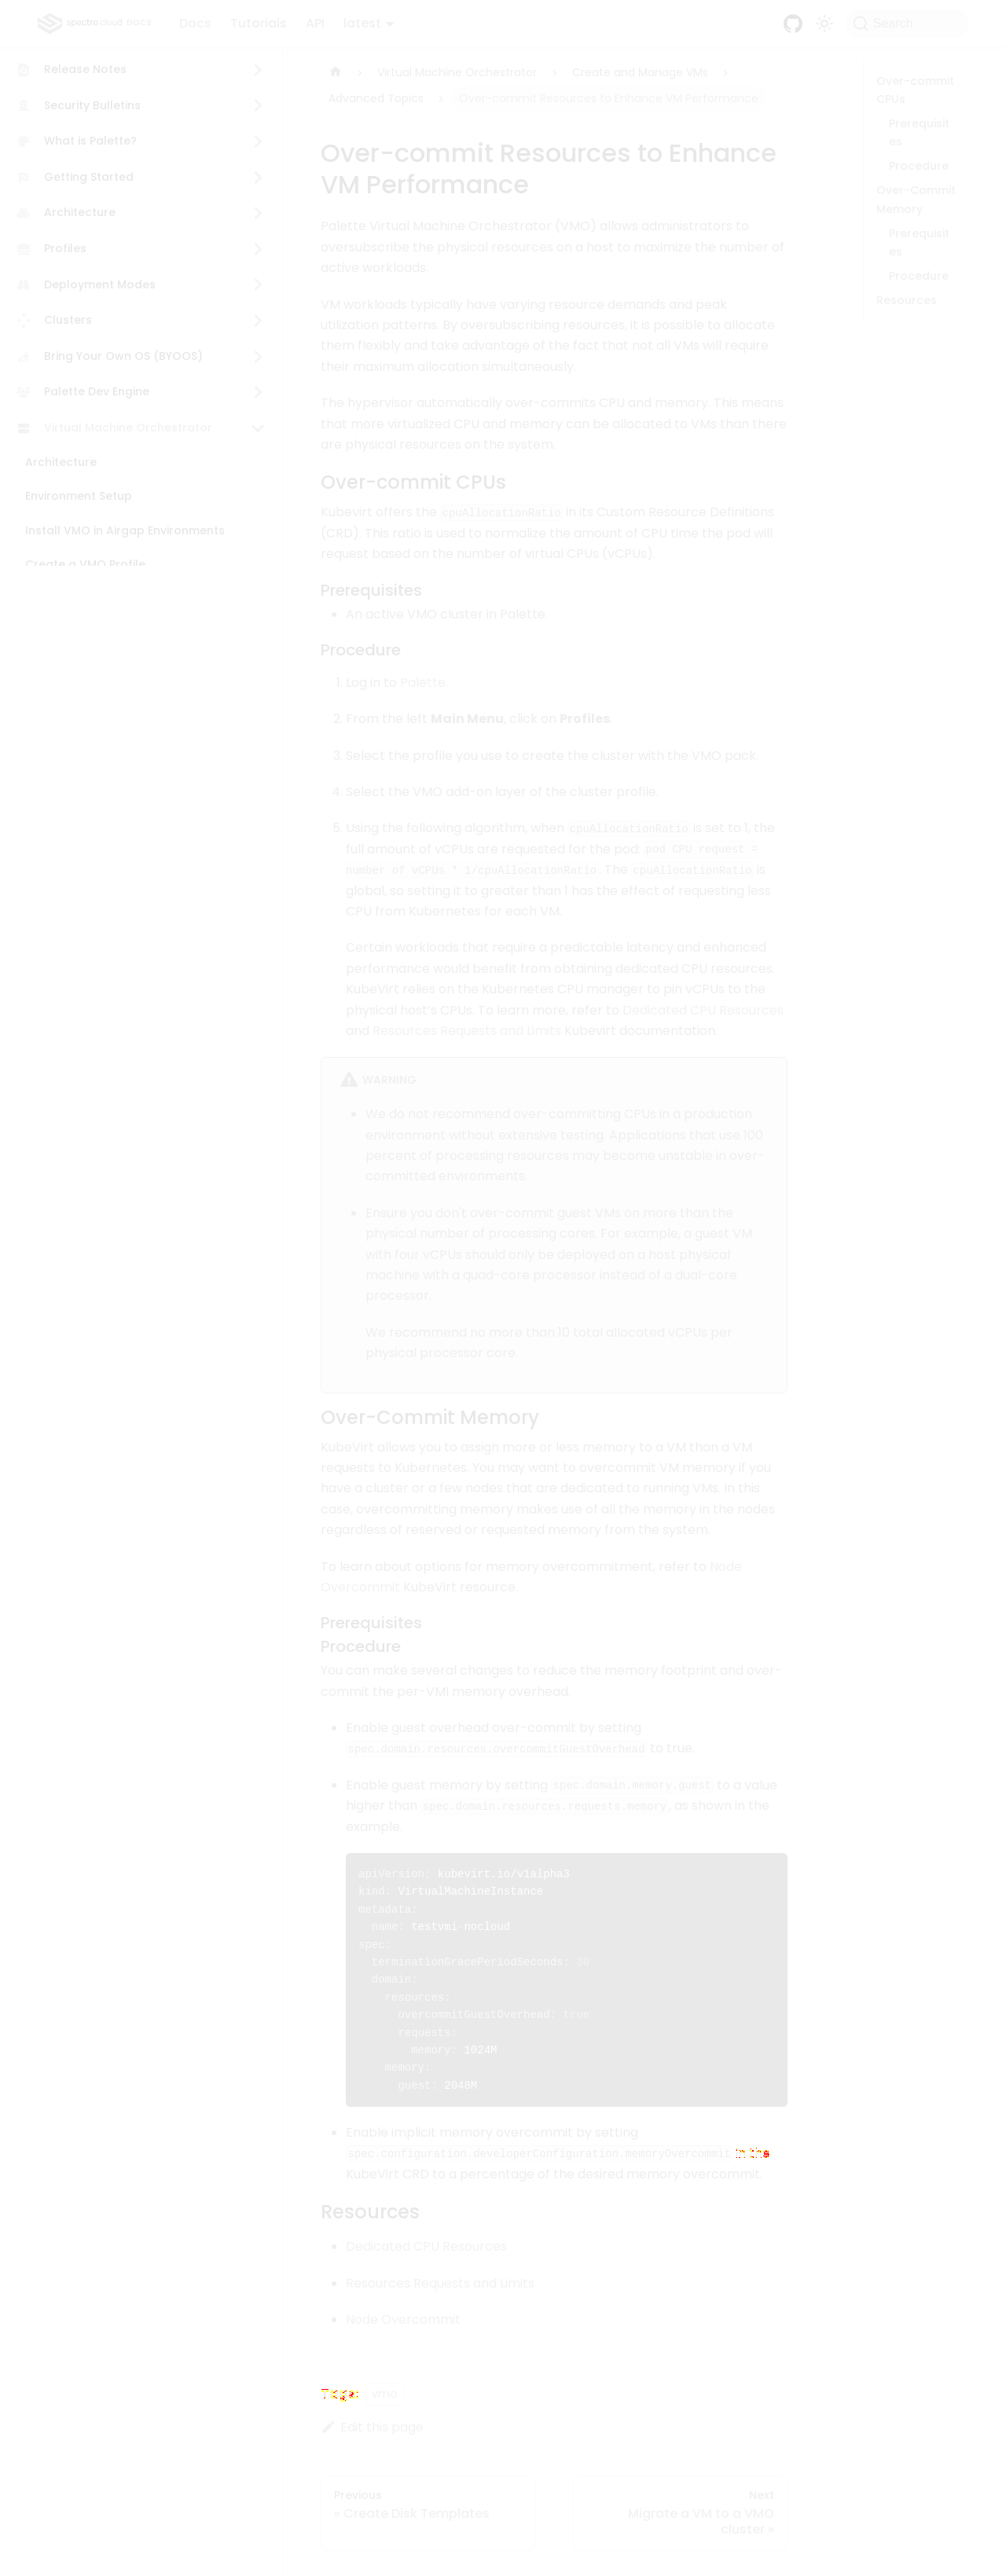 spectro cloud DOCS
Docs Tutorials API latest
Search
Release Notes
Security Bulletins
What is Palette?
Getting Started
Architecture
Profiles
Deployment Modes
Clusters
Bring Your Own OS (BYOOS)
Palette Dev Engine
Virtual Machine Orchestrator
Architecture
Environment Setup
Install VMO in Airgap Environments
Create a VMO Profile
Virtual Machine Orchestrator > Create and Manage VMs >
Advanced Topics > Over-commit Resources to Enhance VM Performance
Over-commit Resources to Enhance
VM Performance
Palette Virtual Machine Orchestrator (VMO) allows administrators to
oversubscribe the physical resources on a host to maximize the number of
active workloads.
VM workloads typically have varying resource demands and peak
utilization patterns. By oversubscribing resources, it is possible to allocate
them flexibly and take advantage of the fact that not all VMs will require
their maximum allocation simultaneously.
The hypervisor automatically over-commits CPU and memory. This means
that more virtualized CPU and memory can be allocated to VMs than there
are physical resources on the system.
Over-commit CPUs
Kubevirt offers the cpuAllocationRatio in its Custom Resource Definitions
(CRD). This ratio is used to normalize the amount of CPU time the pod will
request based on the number of virtual CPUs (vCPUs).
Prerequisites
• An active VMO cluster in Palette.
Procedure
1. Log in to Palette.
2. From the left Main Menu, click on Profiles.
3. Select the profile you use to create the cluster with the VMO pack.
4. Select the VMO add-on layer of the cluster profile.
5. Using the following algorithm, when cpuAllocationRatio is set to 1, the
full amount of vCPUs are requested for the pod: pod CPU request =
number of vCPUs * 1/cpuAllocationRatio. The cpuAllocationRatio is
global, so setting it to greater than 1 has the effect of requesting less
CPU from Kubernetes for each VM.
Certain workloads that require a predictable latency and enhanced
performance would benefit from obtaining dedicated CPU resources.
KubeVirt relies on the Kubernetes CPU manager to pin vCPUs to the
physical host's CPUs. To learn more, refer to Dedicated CPU Resources
and Resources Requests and Limits Kubevirt documentation.
WARNING
• We do not recommend over-committing CPUs in a production
environment without extensive testing. Applications that use 100
percent of processing resources may become unstable in over-
committed environments.
• Ensure you don't over-commit guest VMs on more than the
physical number of processing cores. For example, a guest VM
with four vCPUs should only be deployed on a host physical
machine with a quad-core processor instead of a dual-core
processor.
We recommend no more than 10 total allocated vCPUs per
physical processor core.
Over-Commit Memory
KubeVirt allows you to assign more or less memory to a VM than a VM
requests to Kubernetes. You may want to overcommit VM memory if you
have a cluster or a few nodes that are dedicated to running VMs. In this
case, overcommitting memory makes use of all the memory in the nodes
regardless of reserved or requested memory from the system.
To learn about options for memory overcommitment, refer to Node
Overcommit KubeVirt resource.
Prerequisites
Procedure
You can make several changes to reduce the memory footprint and over-
commit the per-VMI memory overhead.
• Enable guest overhead over-commit by setting
spec.domain.resources.overcommitGuestOverhead to true.
• Enable guest memory by setting spec.domain.memory.guest to a value
higher than spec.domain.resources.requests.memory, as shown in the
example.
apiVersion: kubevirt.io/v1alpha3
kind: VirtualMachineInstance
metadata:
name: testvmi-nocloud
spec:
terminationGracePeriodSeconds: 30
domain:
resources:
overcommitGuestOverhead: true
requests:
memory: 1024M
memory:
guest: 2048M
• Enable implicit memory overcommit by setting
spec.configuration.developerConfiguration.memoryOvercommit in the
KubeVirt CRD to a percentage of the desired memory overcommit.
Resources
• Dedicated CPU Resources
• Resources Requests and Limits
• Node Overcommit
Tags: vmo
Edit this page
Previous
« Create Disk Templates
Next
Migrate a VM to a VMO
cluster »
Over-commit
CPUs
Prerequisit
es
Procedure
Over-Commit
Memory
Prerequisit
es
Procedure
Resources